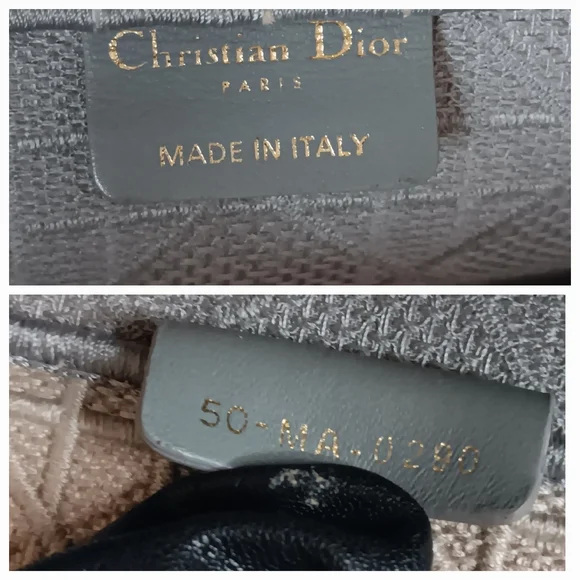 Christian Dior
PARIS
MADE IN ITALY
50-MA-0280